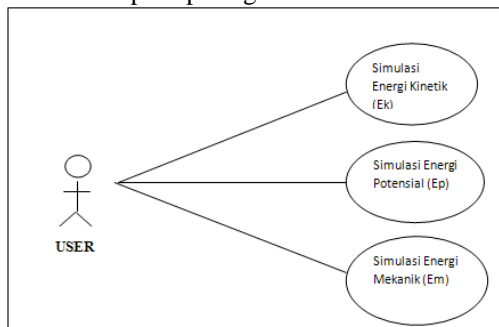 Simulasi
Energi Kinetik
(Ek)
Simulasi Energi
Potensial (Ep)
USER
Simulasi Energi
Mekanik (Em)